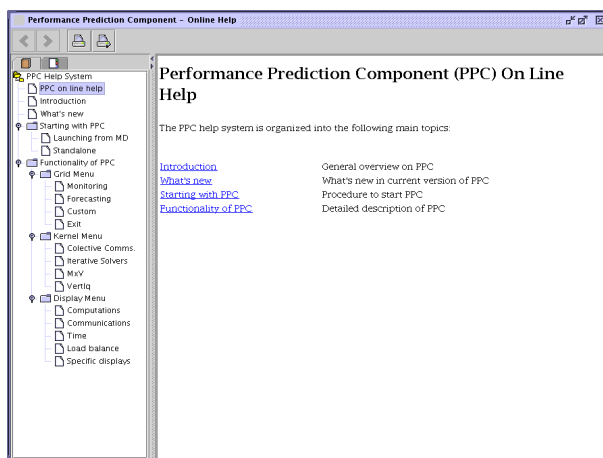 Performance Prediction Component – Online Help
PPC Help System
PPC on line help
Introduction
What's new
Starting with PPC
Launching from MD
Standalone
Functionality of PPC
Grid Menu
Monitoring
Forecasting
Custom
Exit
Kernel Menu
Colective Comms.
Iterative Solvers
MxV
VertIq
Display Menu
Computations
Communications
Time
Load balance
Specific displays
Performance Prediction Component (PPC) On Line
Help
The PPC help system is organized into the following main topics:
Introduction General overview on PPC
What's new What's new in current version of PPC
Starting with PPC Procedure to start PPC
Functionality of PPC Detailed description of PPC